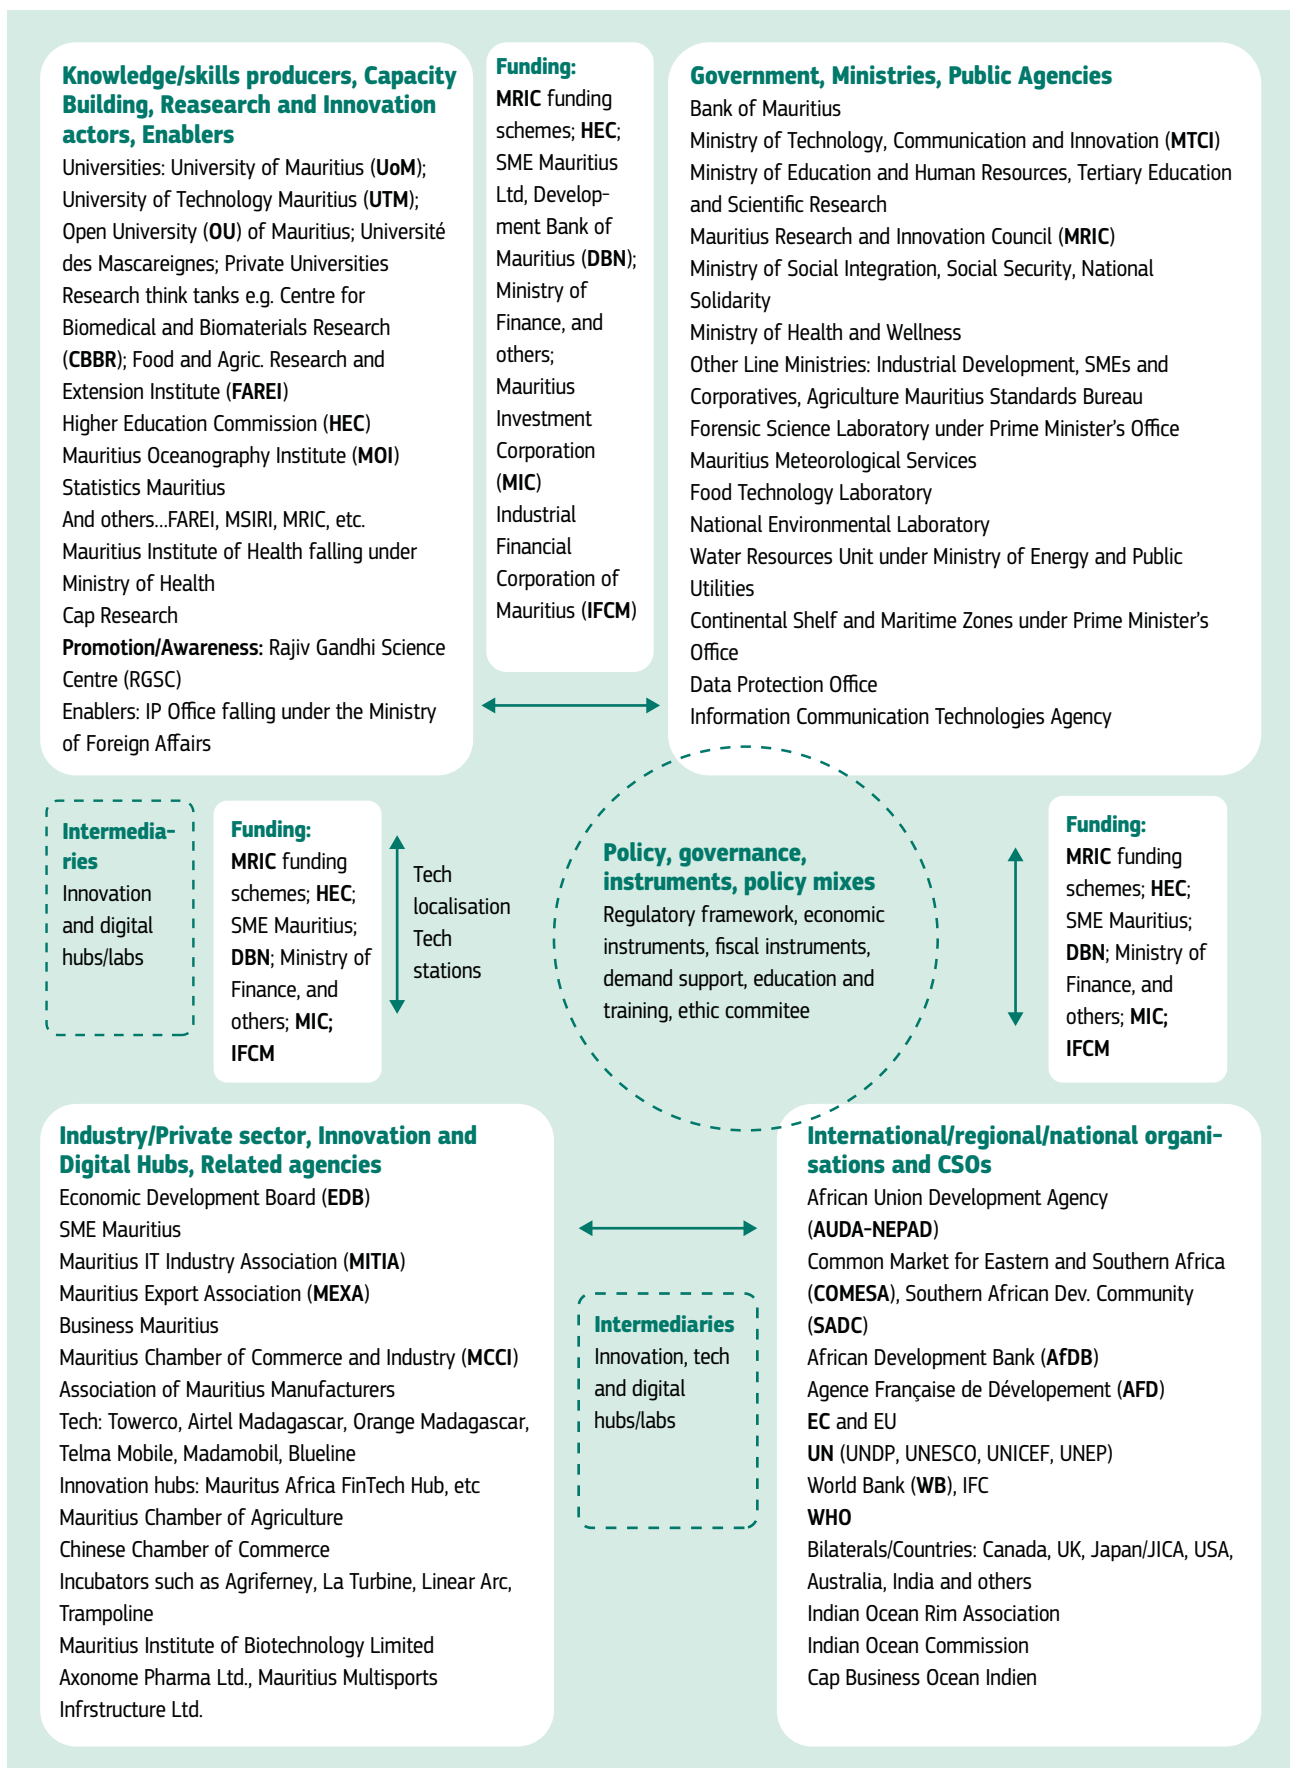 Knowledge/skills producers, Capacity
Building, Reasearch and Innovation
actors, Enablers
Universities: University of Mauritius (UoM);
University of Technology Mauritius (UTM);
Open University (OU) of Mauritius; Université
des Mascareignes; Private Universities
Research think tanks e.g. Centre for
Biomedical and Biomaterials Research
(CBBR); Food and Agric. Research and
Extension Institute (FAREI)
Higher Education Commission (HEC)
Mauritius Oceanography Institute (MOI)
Statistics Mauritius
And others...FAREI, MSIRI, MRIC, etc.
Mauritius Institute of Health falling under
Ministry of Health
Cap Research
Promotion/Awareness: Rajiv Gandhi Science
Centre (RGSC)
Enablers: IP Office falling under the Ministry
of Foreign Affairs
Funding:
MRIC funding
schemes; HEC;
SME Mauritius
Ltd, Develop-
ment Bank of
Mauritius (DBN);
Ministry of
Finance, and
others;
Mauritius
Investment
Corporation
(MIC)
Industrial
Financial
Corporation of
Mauritius (IFCM)
Government, Ministries, Public Agencies
Bank of Mauritius
Ministry of Technology, Communication and Innovation (MTCI)
Ministry of Education and Human Resources, Tertiary Education
and Scientific Research
Mauritius Research and Innovation Council (MRIC)
Ministry of Social Integration, Social Security, National
Solidarity
Ministry of Health and Wellness
Other Line Ministries: Industrial Development, SMEs and
Corporatives, Agriculture Mauritius Standards Bureau
Forensic Science Laboratory under Prime Minister's Office
Mauritius Meteorological Services
Food Technology Laboratory
National Environmental Laboratory
Water Resources Unit under Ministry of Energy and Public
Utilities
Continental Shelf and Maritime Zones under Prime Minister's
Office
Data Protection Office
Information Communication Technologies Agency
Intermedia-
ries
Innovation
and digital
hubs/labs
Funding:
MRIC funding
schemes; HEC;
SME Mauritius;
DBN; Ministry of
Finance, and
others; MIC;
IFCM
Tech
localisation
Tech
stations
Policy, governance,
instruments, policy mixes
Regulatory framework, economic
instruments, fiscal instruments,
demand support, education and
training, ethic commitee
Funding:
MRIC funding
schemes; HEC;
SME Mauritius;
DBN; Ministry of
Finance, and
others; MIC;
IFCM
Industry/Private sector, Innovation and
Digital Hubs, Related agencies
Economic Development Board (EDB)
SME Mauritius
Mauritius IT Industry Association (MITIA)
Mauritius Export Association (MEXA)
Business Mauritius
Mauritius Chamber of Commerce and Industry (MCCI)
Association of Mauritius Manufacturers
Tech: Towerco, Airtel Madagascar, Orange Madagascar,
Telma Mobile, Madamobil, Blueline
Innovation hubs: Mauritus Africa FinTech Hub, etc
Mauritius Chamber of Agriculture
Chinese Chamber of Commerce
Incubators such as Agriferney, La Turbine, Linear Arc,
Trampoline
Mauritius Institute of Biotechnology Limited
Axonome Pharma Ltd., Mauritius Multisports
Infrstructure Ltd.
Intermediaries
Innovation, tech
and digital
hubs/labs
International/regional/national organi-
sations and CSOs
African Union Development Agency
(AUDA-NEPAD)
Common Market for Eastern and Southern Africa
(COMESA), Southern African Dev. Community
(SADC)
African Development Bank (AfDB)
Agence Française de Dévelopement (AFD)
EC and EU
UN (UNDP, UNESCO, UNICEF, UNEP)
World Bank (WB), IFC
WHO
Bilaterals/Countries: Canada, UK, Japan/JICA, USA,
Australia, India and others
Indian Ocean Rim Association
Indian Ocean Commission
Cap Business Ocean Indien